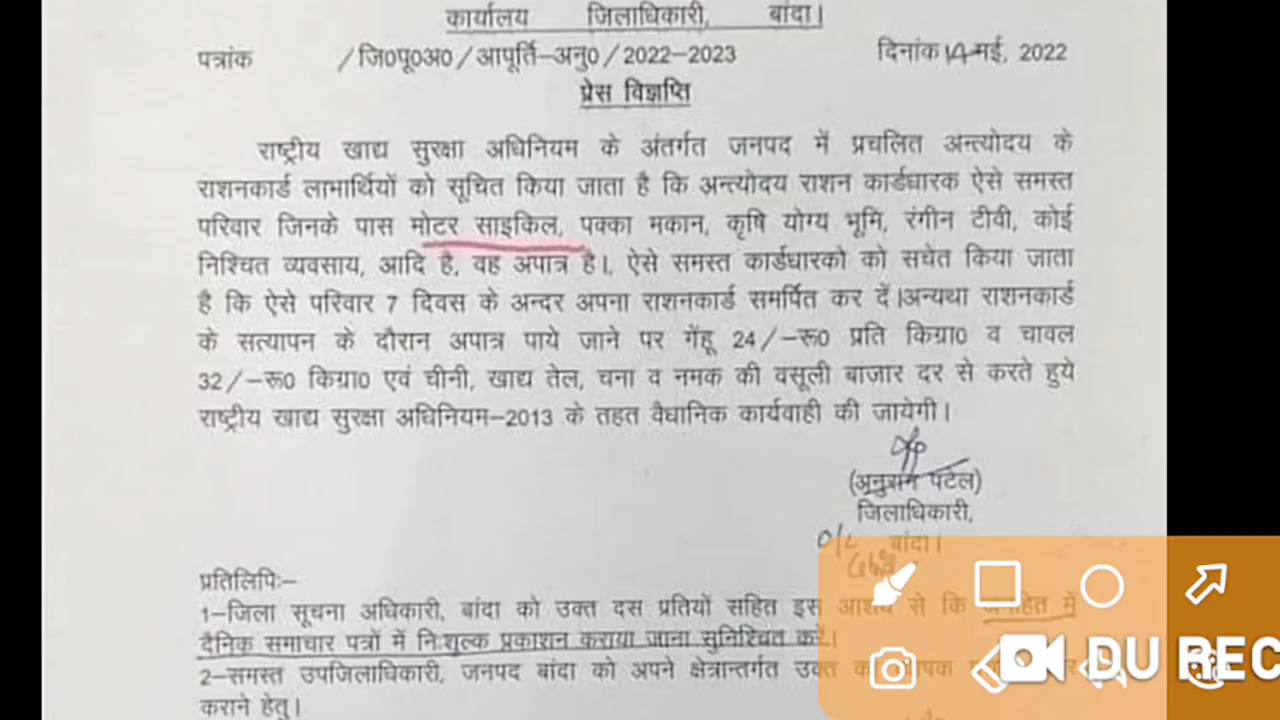 कार्यालय जिलाधिकारी, बांदा।
पत्रांक /जि0पू0अ0/आपूर्ति-अनु0/2022-2023 दिनांक 14 मई, 2022
प्रेस विज्ञप्ति
राष्ट्रीय खाद्य सुरक्षा अधिनियम के अंतर्गत जनपद में प्रचलित अन्त्योदय के
राशनकार्ड लाभार्थियों को सूचित किया जाता है कि अन्त्योदय राशन कार्डधारक ऐसे समस्त
परिवार जिनके पास मोटर साइकिल, पक्का मकान, कृषि योग्य भूमि, रंगीन टीवी, कोई
निश्चित व्यवसाय, आदि है, वह अपात्र है।, ऐसे समस्त कार्डधारको को सचेत किया जाता
है कि ऐसे परिवार 7 दिवस के अन्दर अपना राशनकार्ड समर्पित कर दें।अन्यथा राशनकार्ड
के सत्यापन के दौरान अपात्र पाये जाने पर गेंहू 24/-रू0 प्रति किग्रा0 व चावल
32/-रू0 किग्रा0 एवं चीनी, खाद्य तेल, चना व नमक की वसूली बाजार दर से करते हुये
राष्ट्रीय खाद्य सुरक्षा अधिनियम-2013 के तहत वैधानिक कार्यवाही की जायेगी।
पटेल)
जिलाधिकारी,
बांदा।
प्रतिलिपिः-
1-जिला सूचना अधिकारी, बांदा को उक्त दस प्रतियों सहित इस आशय से कि जनहित में
दैनिक समाचार पत्रों में निःशुल्क प्रकाशन कराया जाना सुनिश्चित करें।
2-समस्त उपजिलाधिकारी, जनपद बांदा को अपने क्षेत्रान्तर्गत उक्त
कराने हेतु।
DU REC